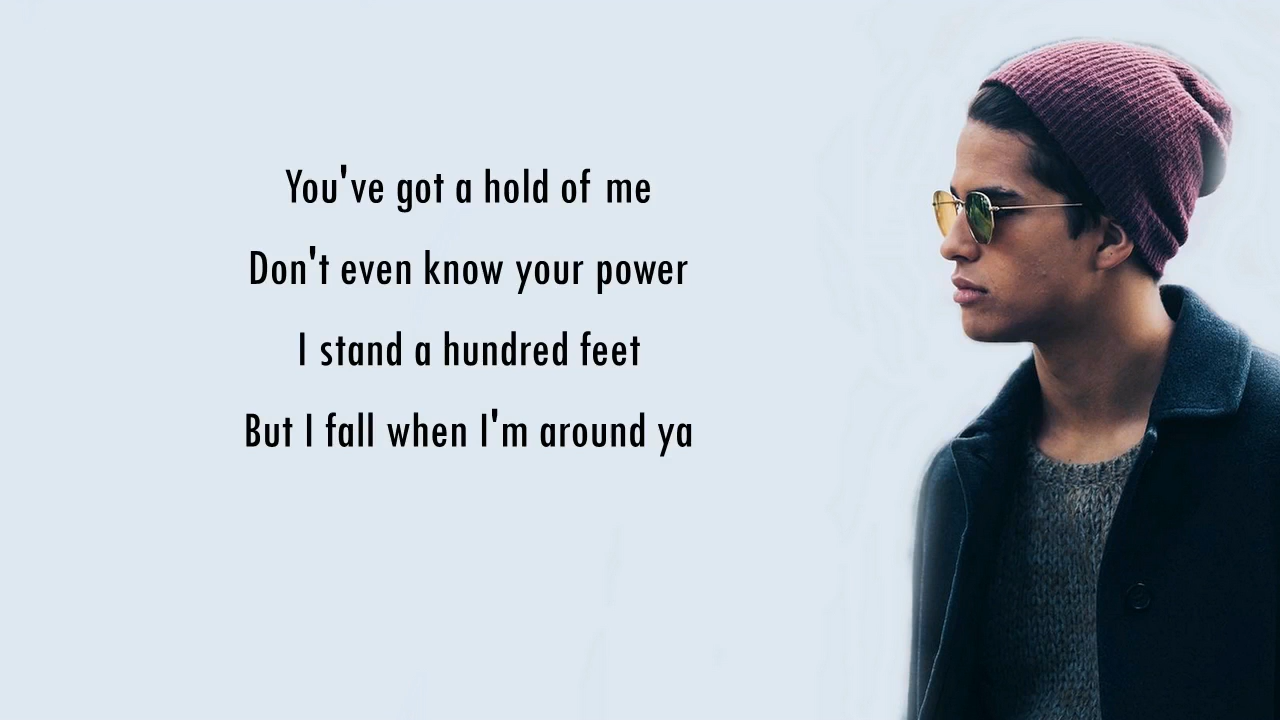 You've got a hold of me
Don't even know your power
I stand a hundred feet
But I fall when I'm around ya